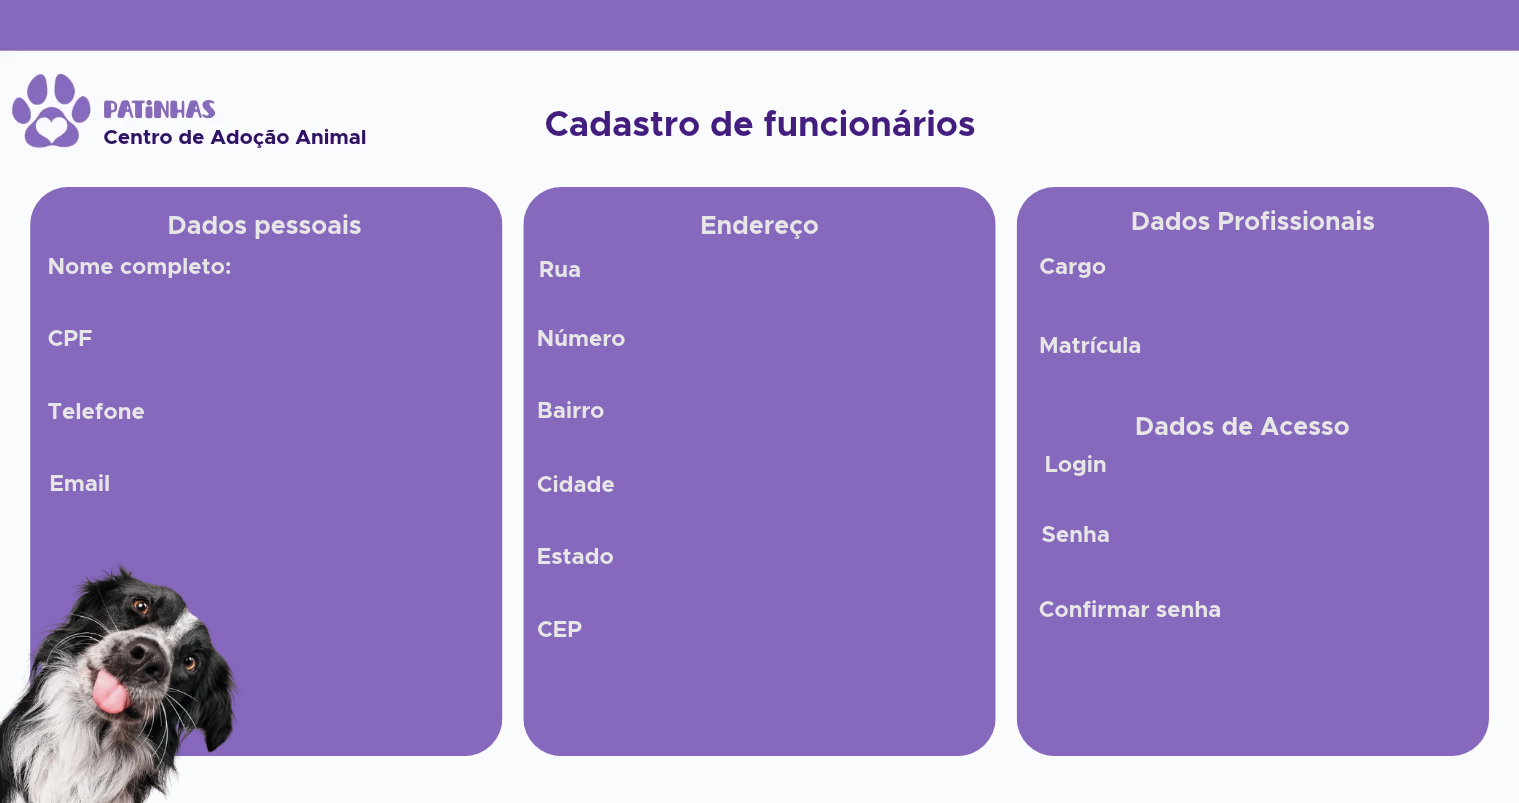 PATINHAS
Centro de Adoção Animal
Cadastro de funcionários
Dados pessoais
Nome completo:
CPF
Telefone
Email
Endereço
Rua
Número
Bairro
Cidade
Estado
CEP
Dados Profissionais
Cargo
Matrícula
Dados de Acesso
Login
Senha
Confirmar senha